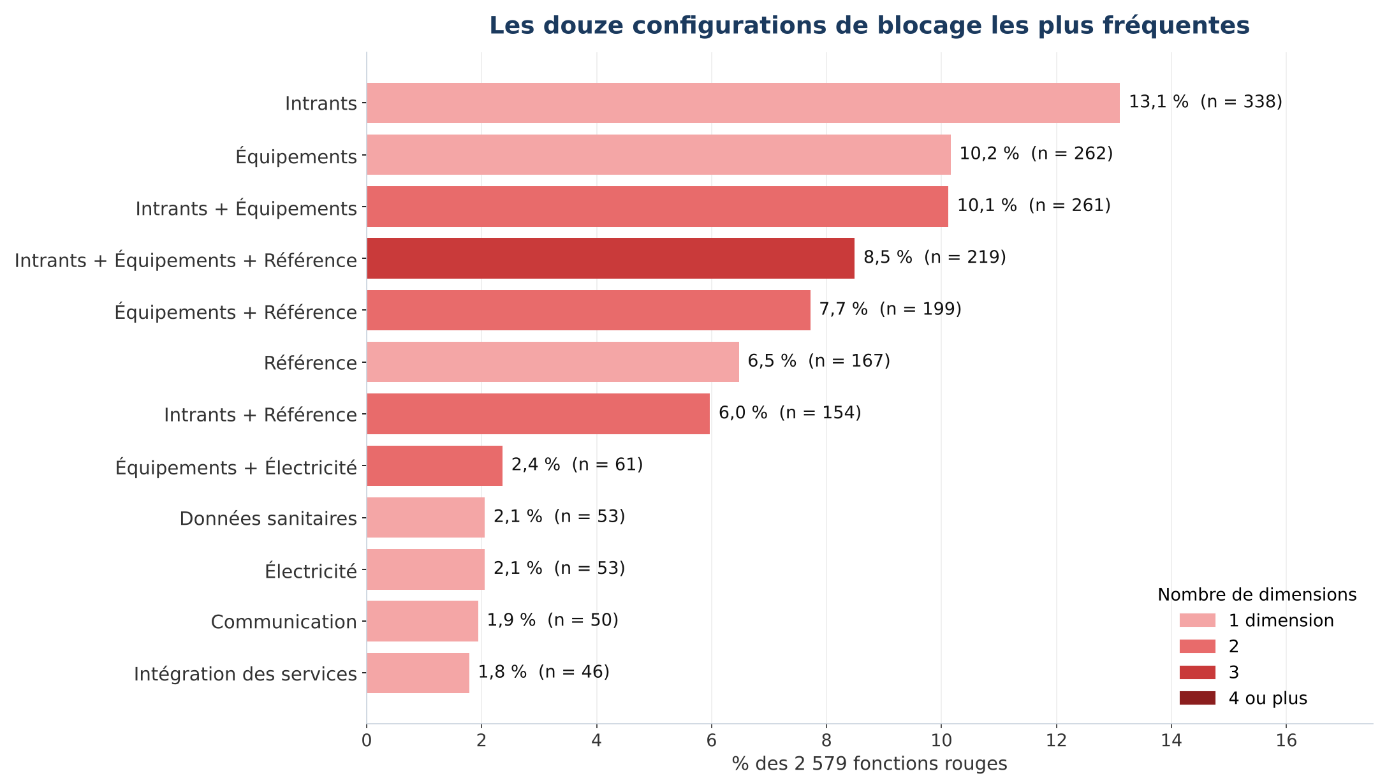 Les douze configurations de blocage les plus fréquentes
Intrants 13,1 % (n = 338)
Équipements 10,2 % (n = 262)
Intrants + Équipements 10,1 % (n = 261)
Intrants + Équipements + Référence 8,5 % (n = 219)
Équipements + Référence 7,7 % (n = 199)
Référence 6,5 % (n = 167)
Intrants + Référence 6,0 % (n = 154)
Équipements + Électricité 2,4 % (n = 61)
Données sanitaires 2,1 % (n = 53)
Électricité 2,1 % (n = 53)
Communication 1,9 % (n = 50)
Intégration des services 1,8 % (n = 46)
Nombre de dimensions
1 dimension
2
3
4 ou plus
0 2 4 6 8 10 12 14 16
% des 2 579 fonctions rouges